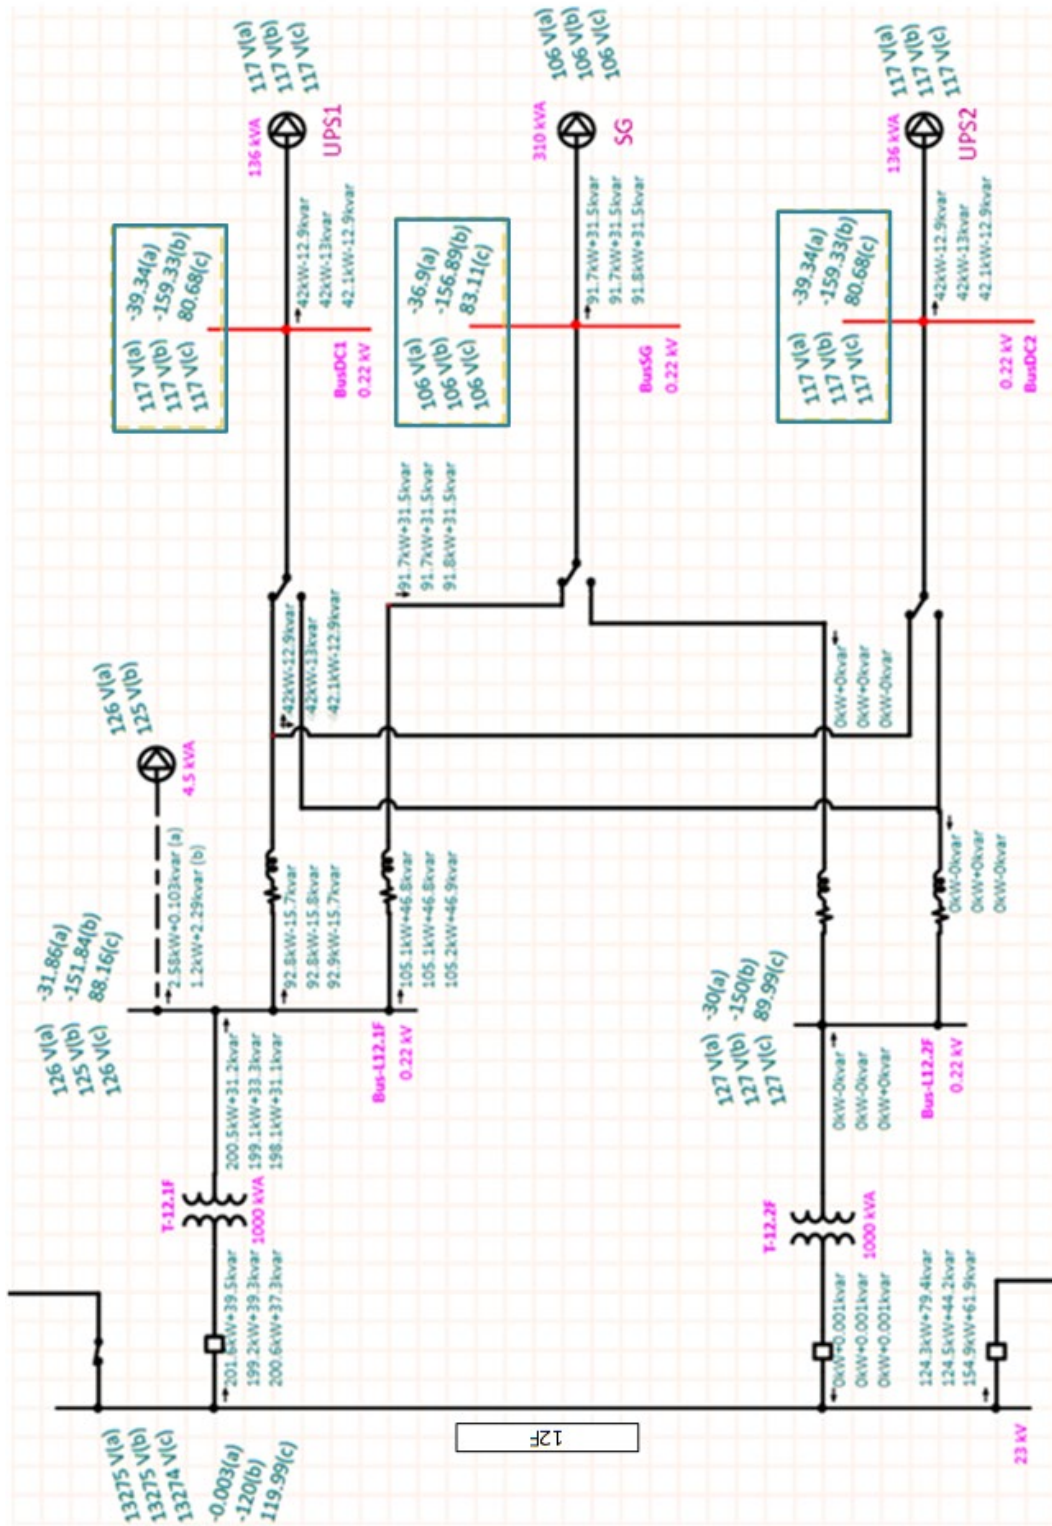 117 V(a)
117 V(b)
117 V(c)
136 kVA
UPS1
106 V(a)
106 V(b)
106 V(c)
310 kVA
SG
117 V(a)
117 V(b)
117 V(c)
136 kVA
UPS2
-39.34(a)
-159.33(b)
80.68(c)
117 V(a)
117 V(b)
117 V(c)
42kW-12.9kvar
42kW-13kvar
42.1kW-12.9kvar
BusDC1
0.22 kV
-36.9(a)
-156.89(b)
83.11(c)
106 V(a)
106 V(b)
106 V(c)
91.7kW+31.5kvar
91.7kW+31.5kvar
91.8kW+31.5kvar
BusSG
0.22 kV
-39.34(a)
-159.33(b)
80.68(c)
117 V(a)
117 V(b)
117 V(c)
42kW-12.9kvar
42kW-13kvar
42.1kW-12.9kvar
0.22 kV
BusDC2
91.7kW+31.5kvar
91.7kW+31.5kvar
91.8kW+31.5kvar
42kW-12.9kvar
42kW-13kvar
42.1kW-12.9kvar
0kW+0kvar
0kW+0kvar
0kW-0kvar
126 V(a)
125 V(b)
4.5 kVA
2.58kW+0.103kvar (a)
1.2kW+2.29kvar (b)
92.8kW-15.7kvar
92.8kW-15.8kvar
92.9kW-15.7kvar
105.1kW+46.8kvar
105.1kW+46.8kvar
105.2kW+46.9kvar
0kW-0kvar
0kW+0kvar
0kW-0kvar
-31.86(a)
-151.84(b)
88.16(c)
126 V(a)
125 V(b)
126 V(c)
Bus-L12.1F
0.22 kV
-30(a)
-150(b)
89.99(c)
127 V(a)
127 V(b)
127 V(c)
Bus-L12.2F
0.22 kV
200.5kW+31.2kvar
199.1kW+33.3kvar
198.1kW+31.1kvar
0kW-0kvar
0kW-0kvar
0kW+0kvar
T-12.1F
1000 kVA
T-12.2F
1000 kVA
201.6kW+39.5kvar
199.2kW+39.3kvar
200.6kW+37.3kvar
0kW+0.001kvar
0kW+0.001kvar
0kW+0.001kvar
124.3kW+79.4kvar
124.5kW+44.2kvar
154.9kW+61.9kvar
13275 V(a)
13275 V(b)
13274 V(c)
-0.003(a)
-120(b)
119.99(c)
12F
23 kV